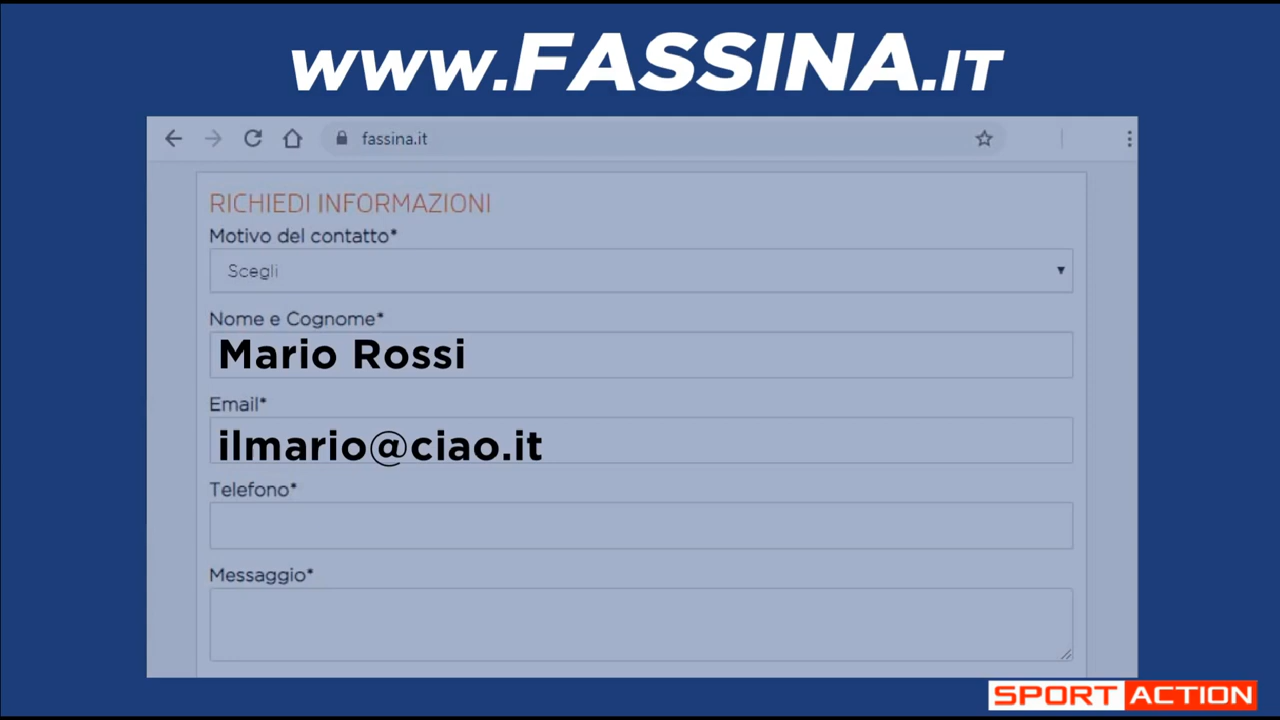 www.FASSINA.IT
fassina.it
RICHIEDI INFORMAZIONI
Motivo del contatto*
Scegli
Nome e Cognome*
Mario Rossi
Email*
ilmario@ciao.it
Telefono*
Messaggio*
SPORT ACTION